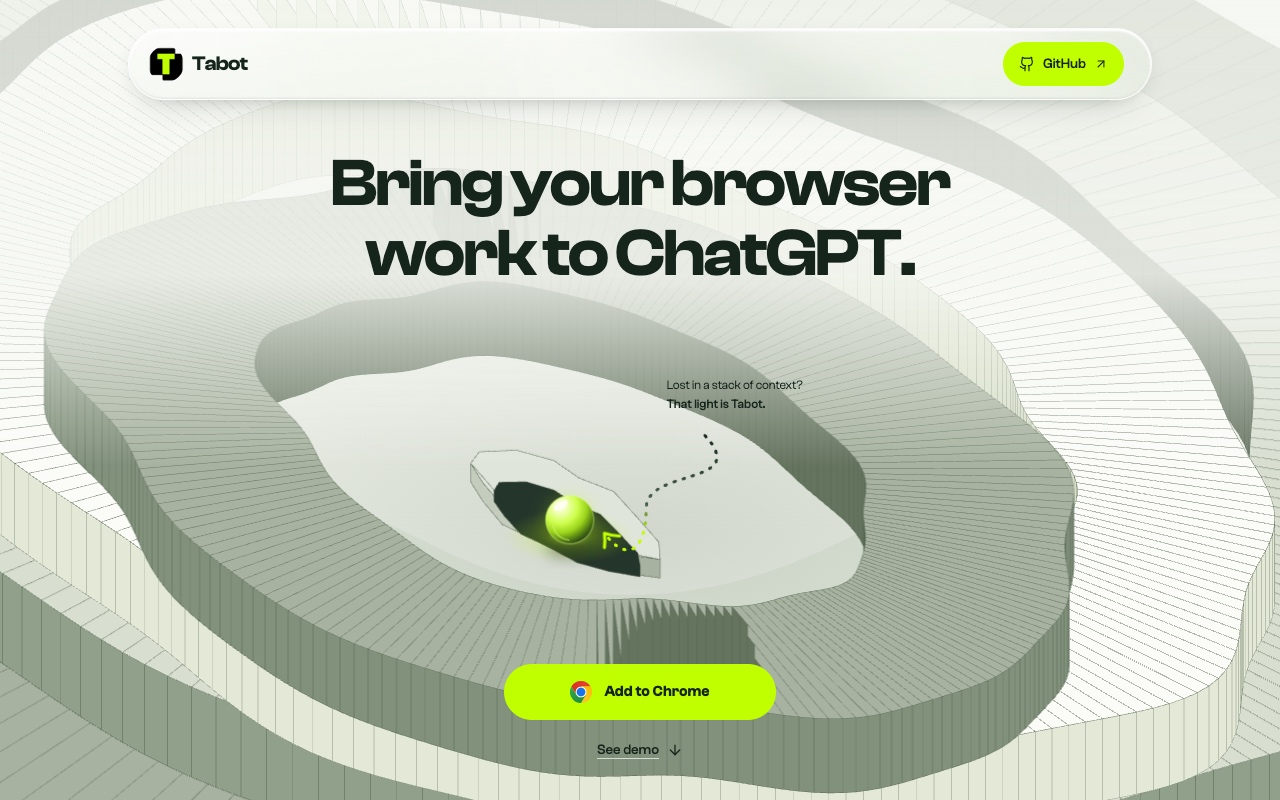 Tabot
GitHub
Bring your browser
work to ChatGPT.
Lost in a stack of context?
That light is Tabot.
Add to Chrome
See demo